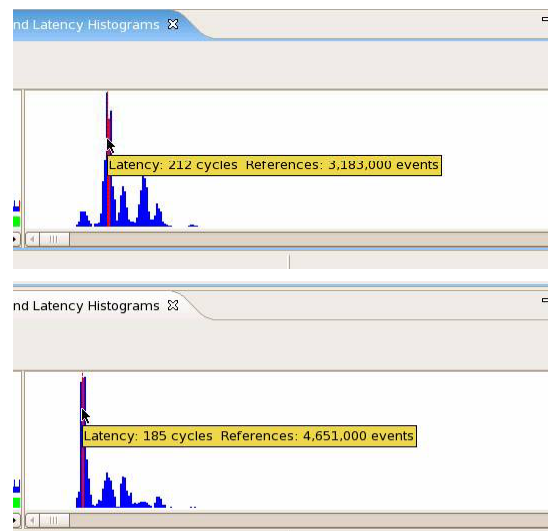 nd Latency Histograms
Latency: 212 cycles References: 3,183,000 events
nd Latency Histograms
Latency: 185 cycles References: 4,651,000 events